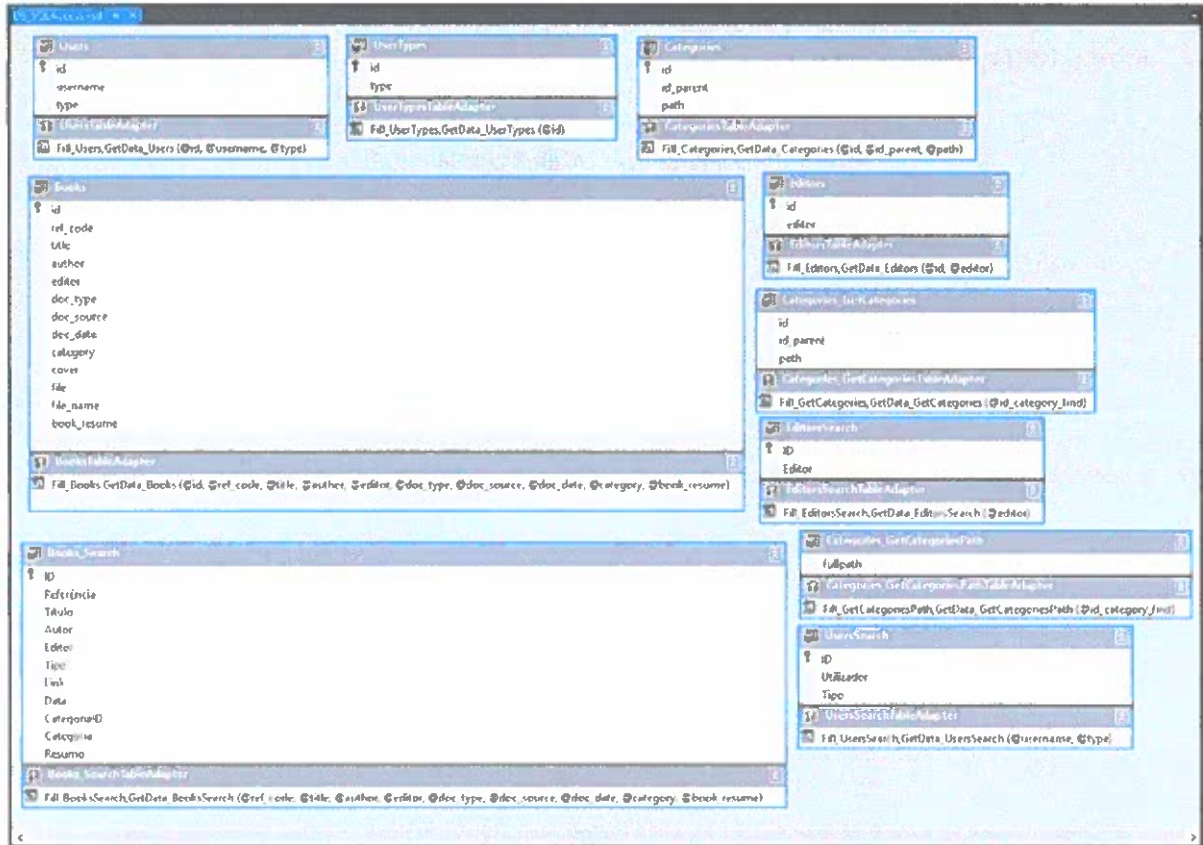 Users
id
username
type
UsersTableAdapter
Fill_Users,GetData_Users (@id, @username, @type)
UserTypes
id
type
UserTypesTableAdapter
Fill_UserTypes,GetData_UserTypes (@id)
Categories
id
id_parent
path
CategoriesTableAdapter
Fill_Categories,GetData_Categories (@id, @id_parent, @path)
Books
id
ref_code
title
author
editor
doc_type
doc_source
doc_date
category
cover
file
file_name
book_resume
BooksTableAdapter
Fill_Books,GetData_Books (@id, @ref_code, @title, @author, @editor, @doc_type, @doc_source, @doc_date, @category, @book_resume)
Editors
id
editor
EditorsTableAdapter
Fill_Editors,GetData_Editors (@id, @editor)
Categories_GetCategories
id
id_parent
path
Categories_GetCategoriesTableAdapter
Fill_GetCategories,GetData_GetCategories (@id_category_find)
EditorsSearch
ID
Editor
EditorsSearchTableAdapter
Fill_EditorsSearch,GetData_EditorsSearch (@editor)
Books_Search
ID
Referência
Título
Autor
Editor
Tipo
Link
Data
CategoriaID
Categoria
Resumo
Books_SearchTableAdapter
Fill_BooksSearch,GetData_BooksSearch (@ref_code, @title, @author, @editor, @doc_type, @doc_source, @doc_date, @category, @book_resume)
Categories_GetCategoriesPath
fullpath
Categories_GetCategoriesPathTableAdapter
Fill_GetCategoriesPath,GetData_GetCategoriesPath (@id_category_find)
UsersSearch
ID
Utilizador
Tipo
UsersSearchTableAdapter
Fill_UsersSearch,GetData_UsersSearch (@username, @type)